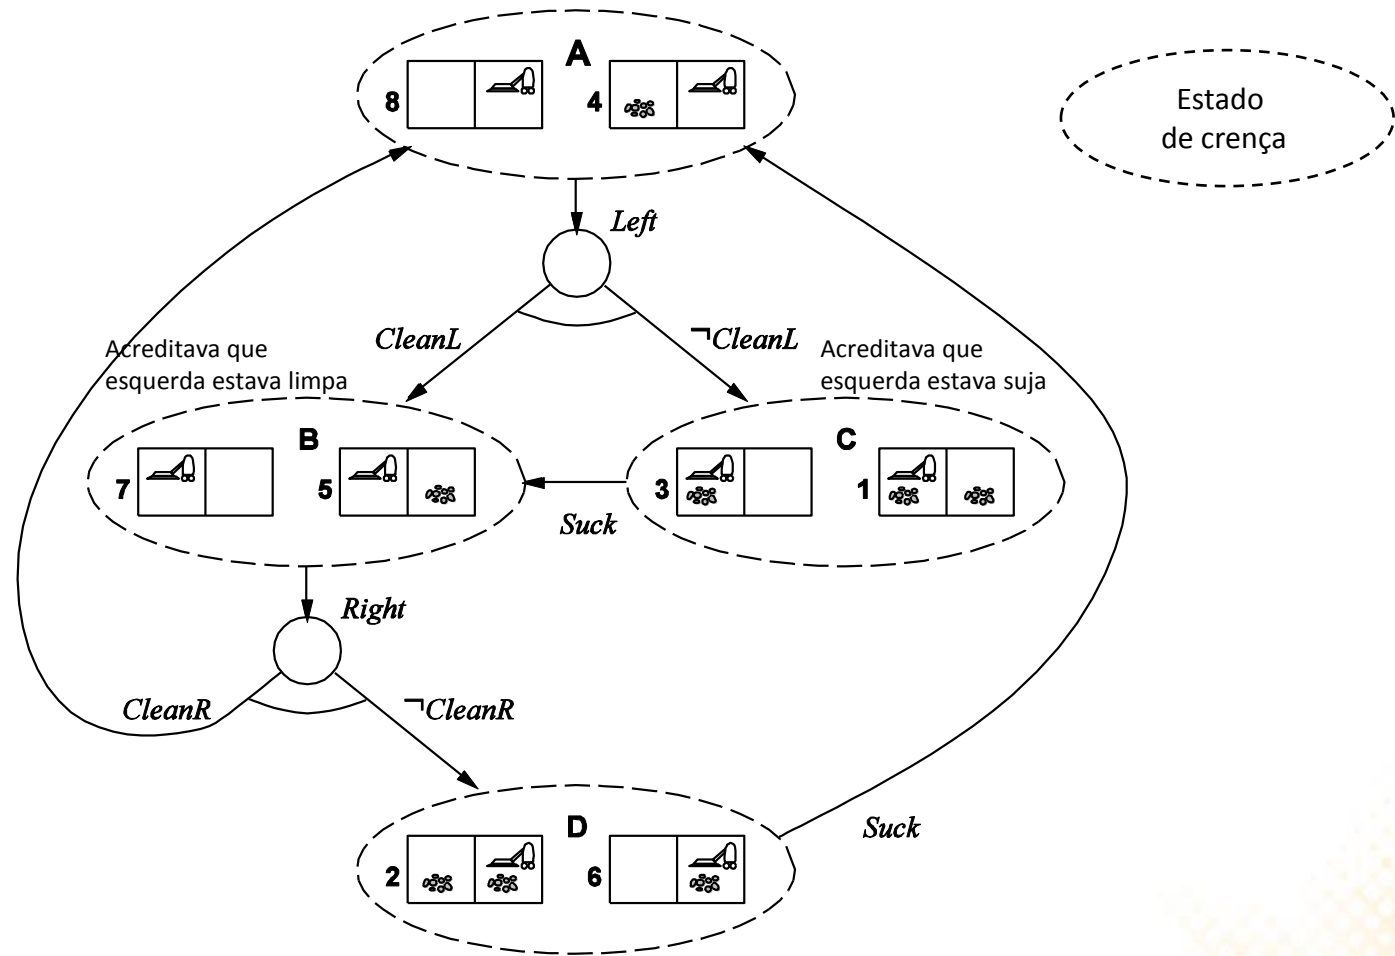 A
8
4
Estado
de crença
Left
CleanL
¬CleanL
Acreditava que
esquerda estava limpa
Acreditava que
esquerda estava suja
B
7
5
C
3
1
Suck
Right
CleanR
¬CleanR
D
2
6
Suck